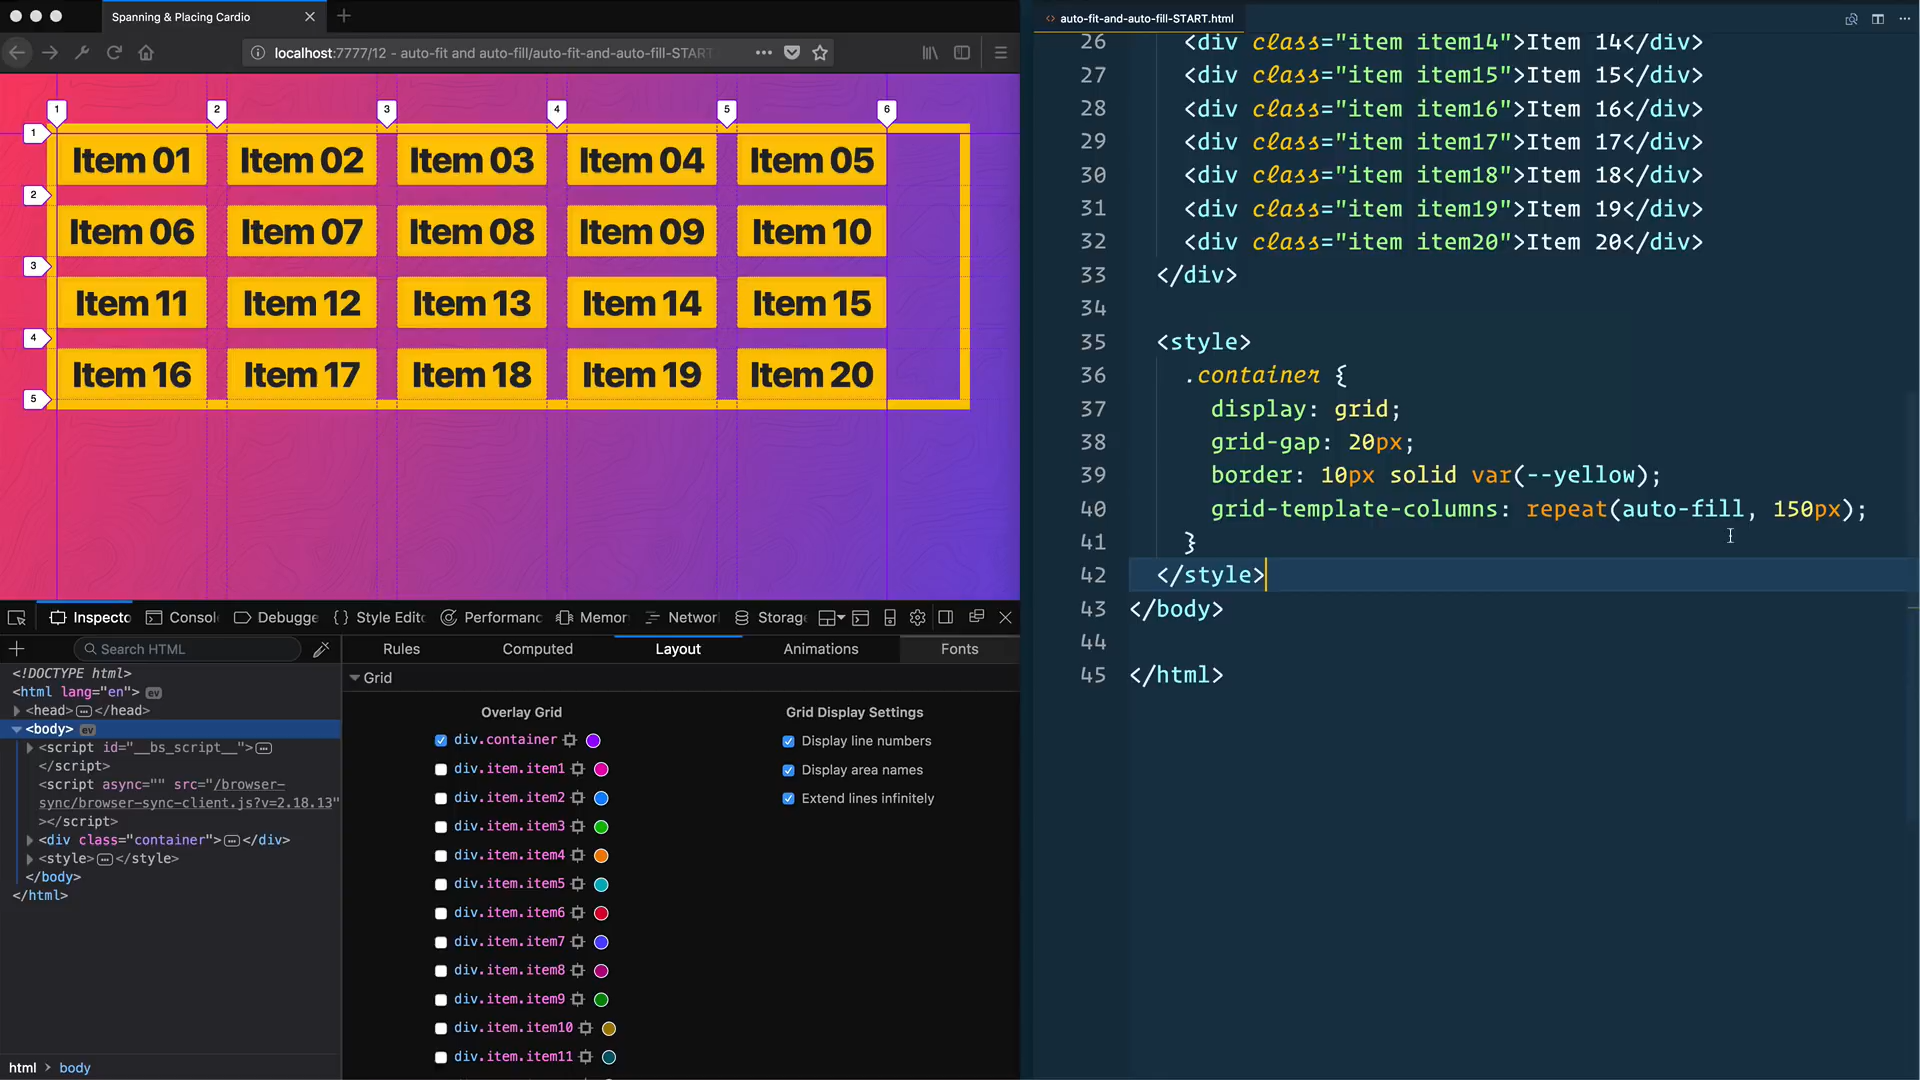 Spanning & Placing Cardio
localhost:7777/12 - auto-fit and auto-fill/auto-fit-and-auto-fill-START
1 2 3 4 5 6
1 Item 01 Item 02 Item 03 Item 04 Item 05
2
Item 06 Item 07 Item 08 Item 09 Item 10
3
Item 11 Item 12 Item 13 Item 14 Item 15
4
Item 16 Item 17 Item 18 Item 19 Item 20
5
Inspecto Consol Debugge { } Style Edit Performanc Memor Networ Storag
+ Search HTML
<!DOCTYPE html>
<html lang="en"> ev
<head></head>
<body> ev
<script id="__bs_script__">
</script>
<script async="" src="/browser-
sync/browser-sync-client.js?v=2.18.13"
></script>
<div class="container"></div>
<style></style>
</body>
</html>
html > body
Rules Computed Layout Animations Fonts
Grid
Overlay Grid
div.container
div.item.item1
div.item.item2
div.item.item3
div.item.item4
div.item.item5
div.item.item6
div.item.item7
div.item.item8
div.item.item9
div.item.item10
div.item.item11
Grid Display Settings
Display line numbers
Display area names
Extend lines infinitely
auto-fit-and-auto-fill-START.html
26 <div class="item item14">Item 14</div>
27 <div class="item item15">Item 15</div>
28 <div class="item item16">Item 16</div>
29 <div class="item item17">Item 17</div>
30 <div class="item item18">Item 18</div>
31 <div class="item item19">Item 19</div>
32 <div class="item item20">Item 20</div>
33 </div>
34
35 <style>
36 .container {
37 display: grid;
38 grid-gap: 20px;
39 border: 10px solid var(--yellow);
40 grid-template-columns: repeat(auto-fill, 150px);
41 }
42 </style>
43 </body>
44
45 </html>